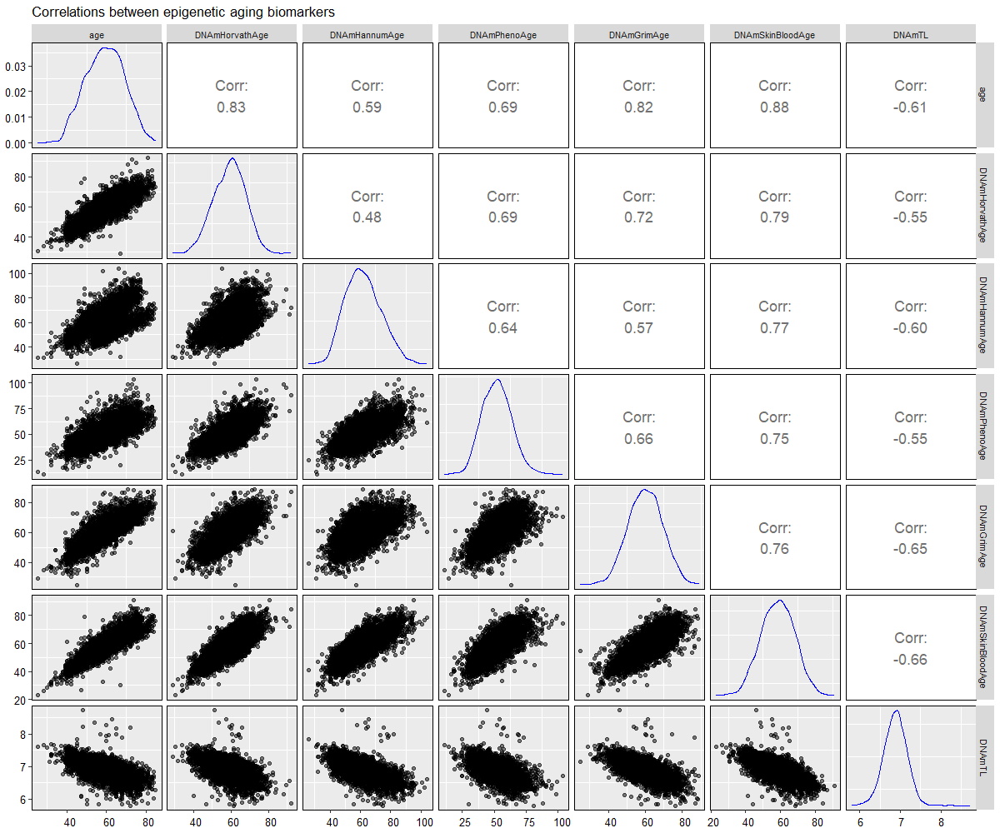 Correlations between epigenetic aging biomarkers
age DNAmHorvathAge DNAmHannumAge DNAmPhenoAge DNAmGrimAge DNAmSkinBloodAge DNAmTL
0.03
0.02
0.01
0.00
Corr: Corr: Corr: Corr: Corr: Corr:
0.83 0.59 0.69 0.82 0.88 -0.61
age
80
60
40
Corr: Corr: Corr: Corr: Corr:
0.48 0.69 0.72 0.79 -0.55
DNAmHorvathAge
100
80
60
40
Corr: Corr: Corr: Corr:
0.64 0.57 0.77 -0.60
DNAmHannumAge
100
75
50
25
Corr: Corr: Corr:
0.66 0.75 -0.55
DNAmPhenoAge
80
60
40
Corr: Corr:
0.76 -0.65
DNAmGrimAge
80
60
40
20
Corr:
-0.66
DNAmSkinBloodAge
8
7
6
DNAmTL
40 60 80 40 60 80 40 60 80 100 25 50 75 100 40 60 80 20 40 60 80 6 7 8